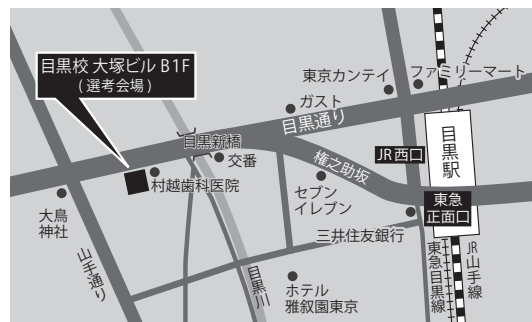 目黒校 大塚ビル B1F
（選考会場）
東京カンテイ
ファミリーマート
ガスト
目黒通り
目黒新橋
交番
権之助坂
JR西口
目黒駅
村越歯科医院
セブン
イレブン
東急
正面口
大鳥
神社
三井住友銀行
山手通り
目黒川
ホテル
雅叙園東京
東急目黒線
JR山手線